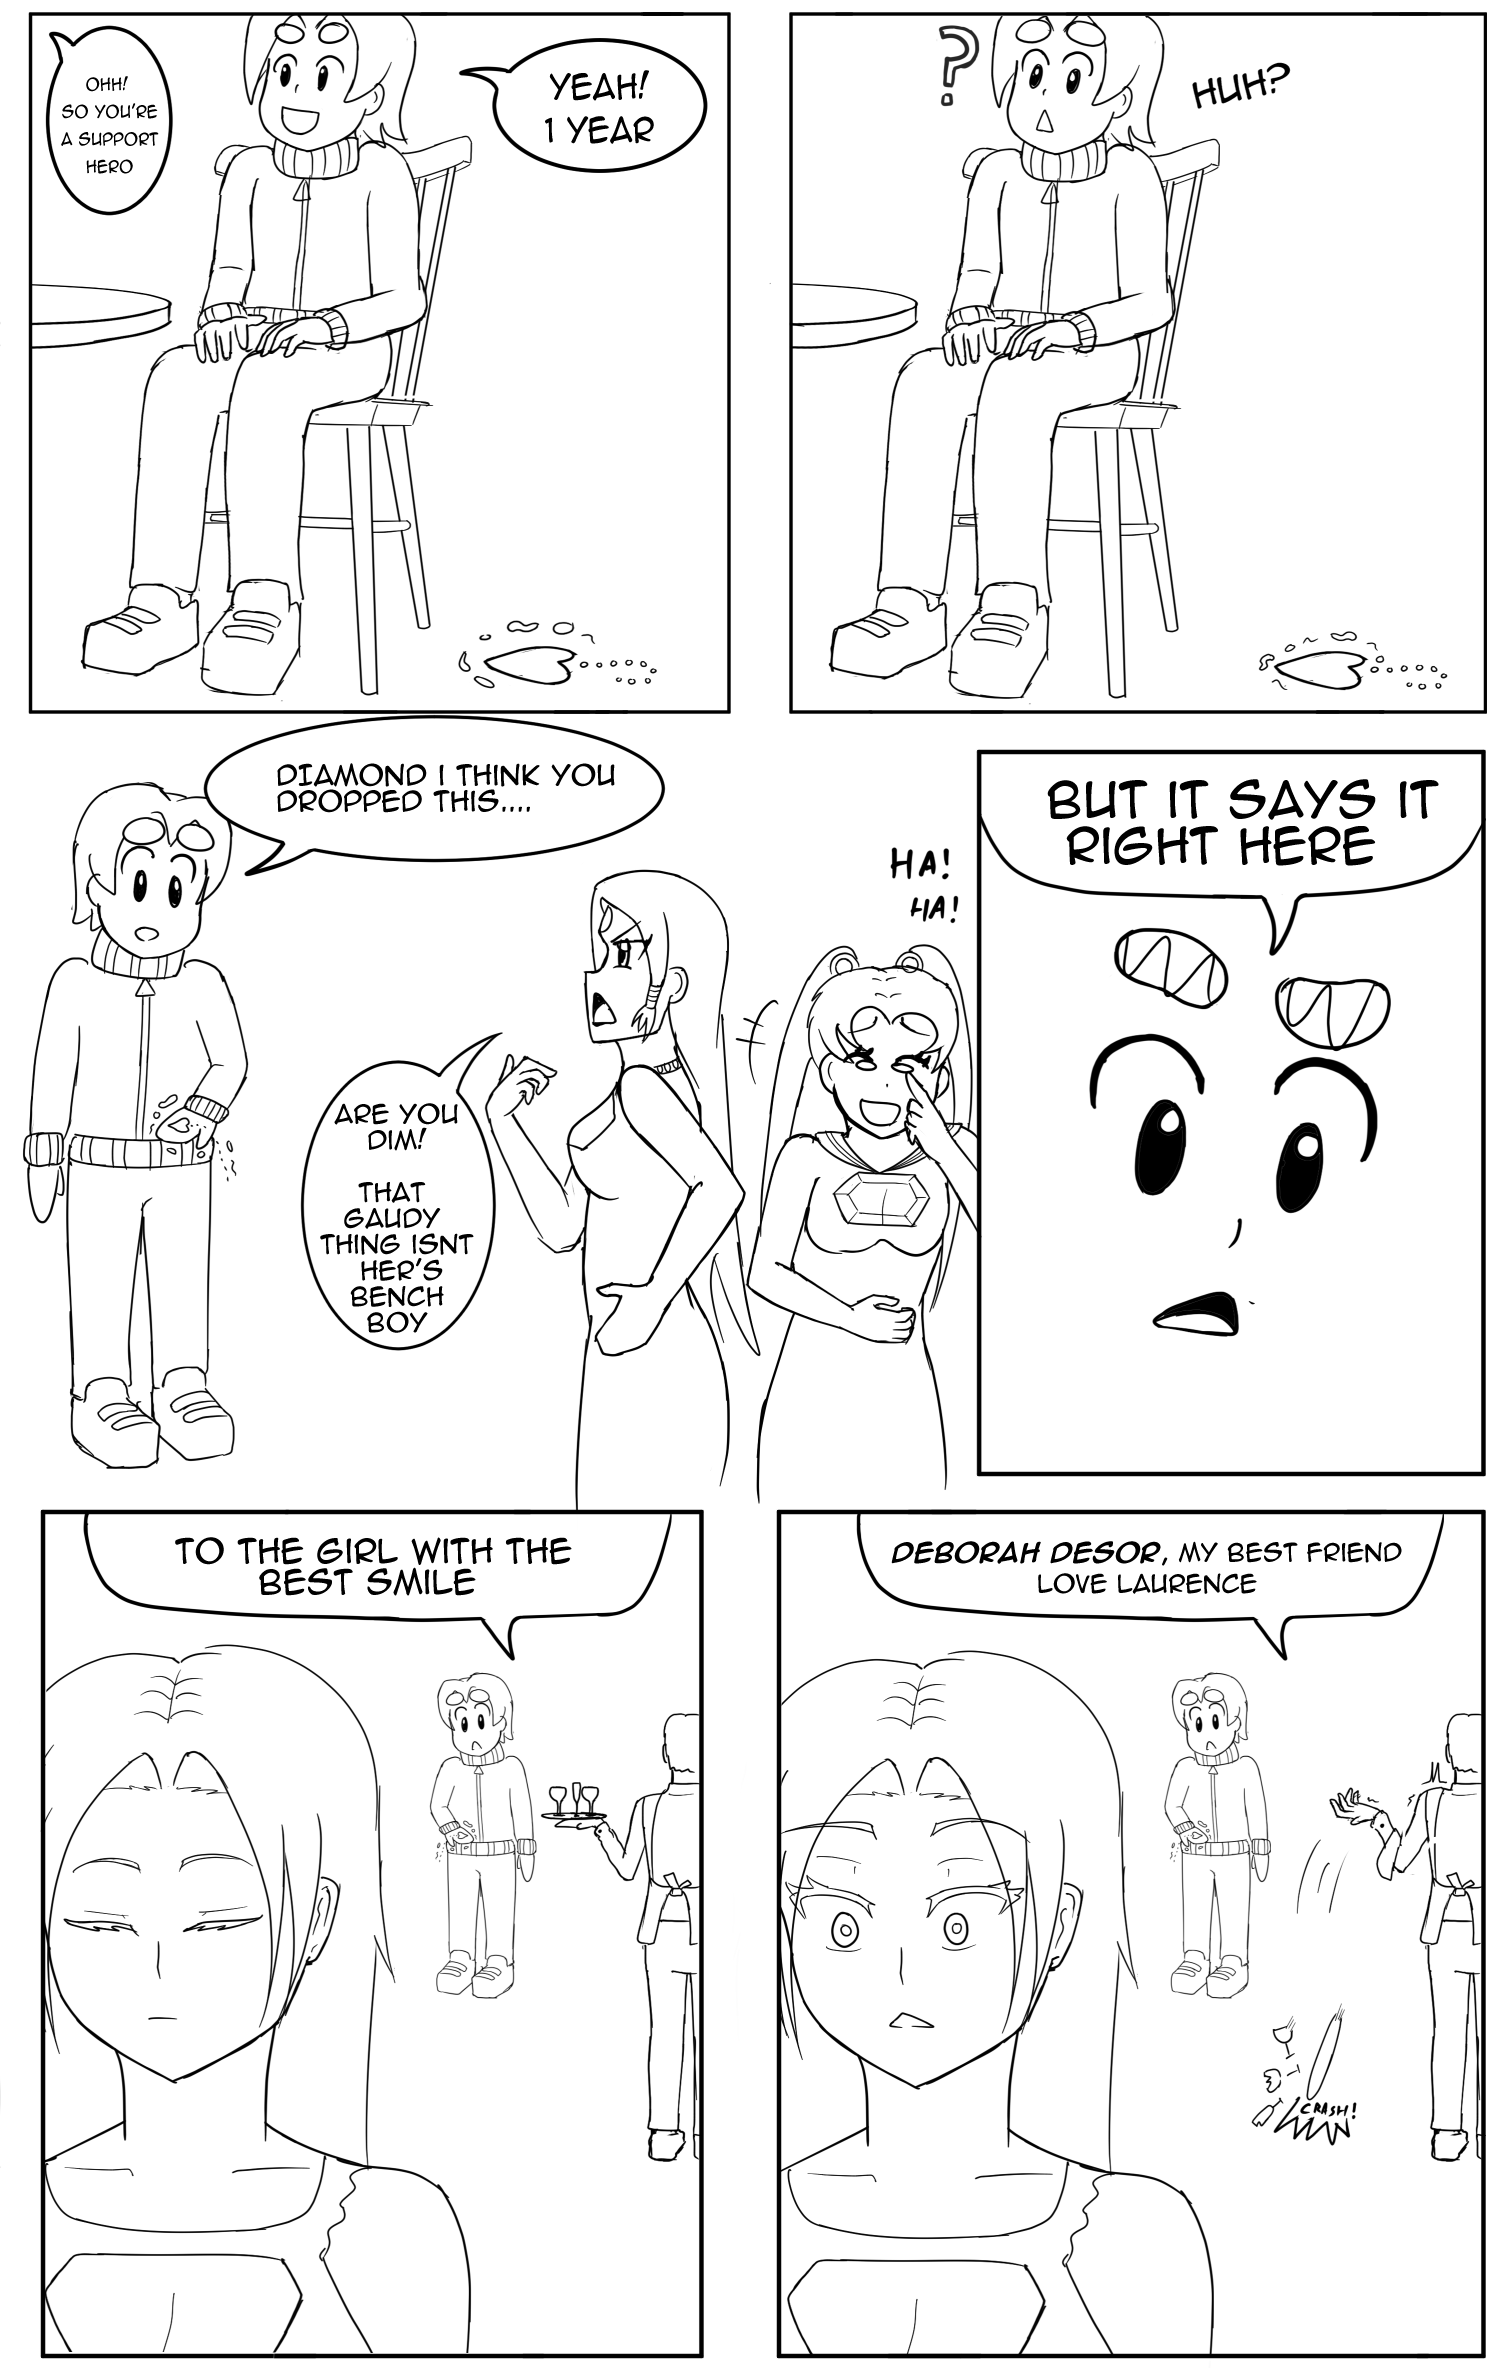 OHH!
SO YOU'RE
A SUPPORT
HERO
YEAH!
1 YEAR
?
HUH?
DIAMOND I THINK YOU
DROPPED THIS....
ARE YOU
DIM!
THAT
GAUDY
THING ISNT
HER'S
BENCH
BOY
HA!
HA!
BUT IT SAYS IT
RIGHT HERE
TO THE GIRL WITH THE
BEST SMILE
DEBORAH DESOR, MY BEST FRIEND
LOVE LAURENCE
CRASH!